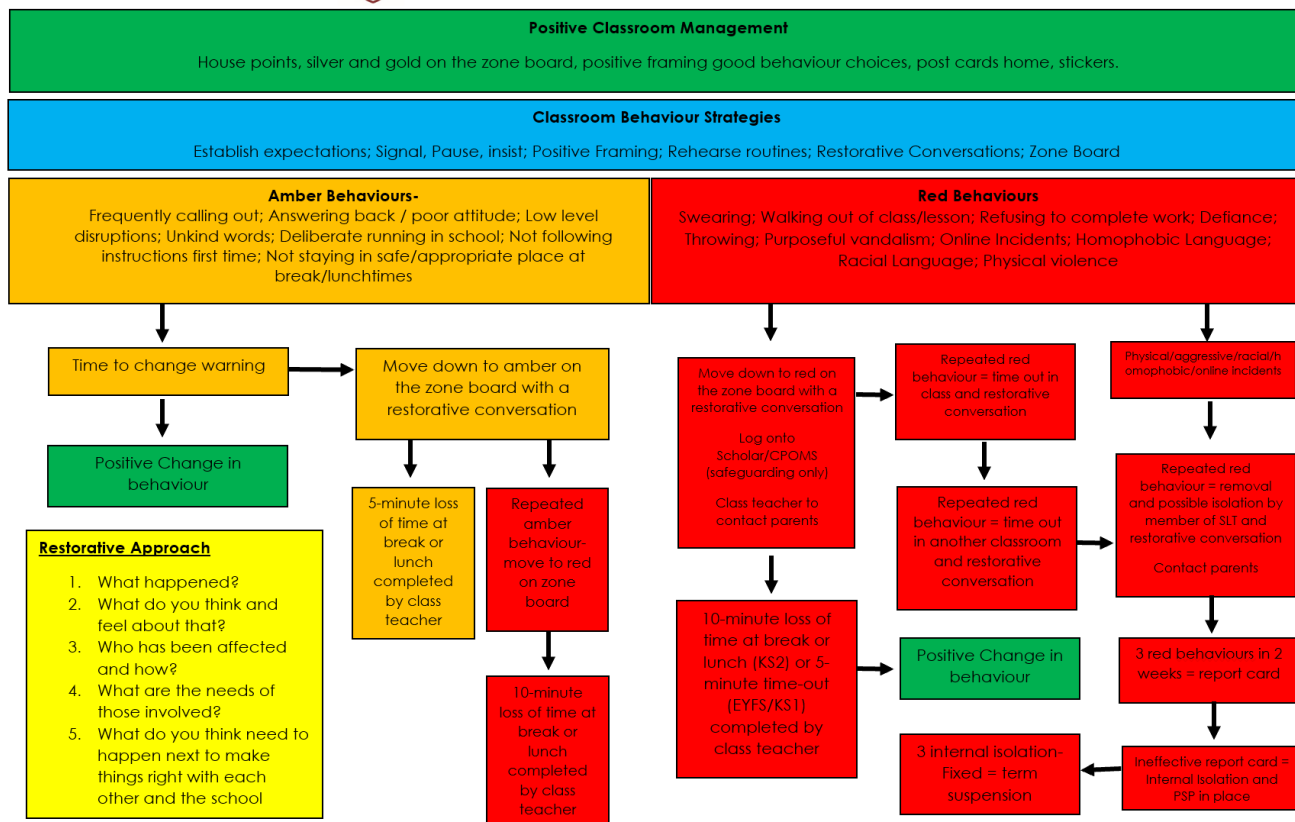 Positive Classroom Management
House points, silver and gold on the zone board, positive framing good behaviour choices, post cards home, stickers.
Classroom Behaviour Strategies
Establish expectations; Signal, Pause, insist; Positive Framing; Rehearse routines; Restorative Conversations; Zone Board
Amber Behaviours-
Frequently calling out; Answering back / poor attitude; Low level
disruptions; Unkind words; Deliberate running in school; Not following
instructions first time; Not staying in safe/appropriate place at
break/lunchtimes
Red Behaviours
Swearing; Walking out of class/lesson; Refusing to complete work; Defiance;
Throwing; Purposeful vandalism; Online Incidents; Homophobic Language;
Racial Language; Physical violence
Time to change warning
Move down to amber on
the zone board with a
restorative conversation
Positive Change in
behaviour
5-minute loss
of time at
break or
lunch
completed
by class
teacher
Repeated
amber
behaviour-
move to red
on zone
board
10-minute
loss of time at
break or
lunch
completed
by class
teacher
Restorative Approach
1. What happened?
2. What do you think and
feel about that?
3. Who has been affected
and how?
4. What are the needs of
those involved?
5. What do you think need to
happen next to make
things right with each
other and the school
Move down to red on
the zone board with a
restorative conversation
Log onto
Scholar/CPOMS
(safeguarding only)
Class teacher to
contact parents
Repeated red
behaviour = time out in
class and restorative
conversation
Physical/aggressive/racial/h
omophobic/online incidents
Repeated red
behaviour = time out
in another classroom
and restorative
conversation
Repeated red
behaviour = removal
and possible isolation by
member of SLT and
restorative conversation
Contact parents
10-minute loss of
time at break or
lunch (KS2) or 5-
minute time-out
(EYFS/KS1)
completed by
class teacher
Positive Change in
behaviour
3 red behaviours in 2
weeks = report card
3 internal isolation-
Fixed = term
suspension
Ineffective report card =
Internal Isolation and
PSP in place